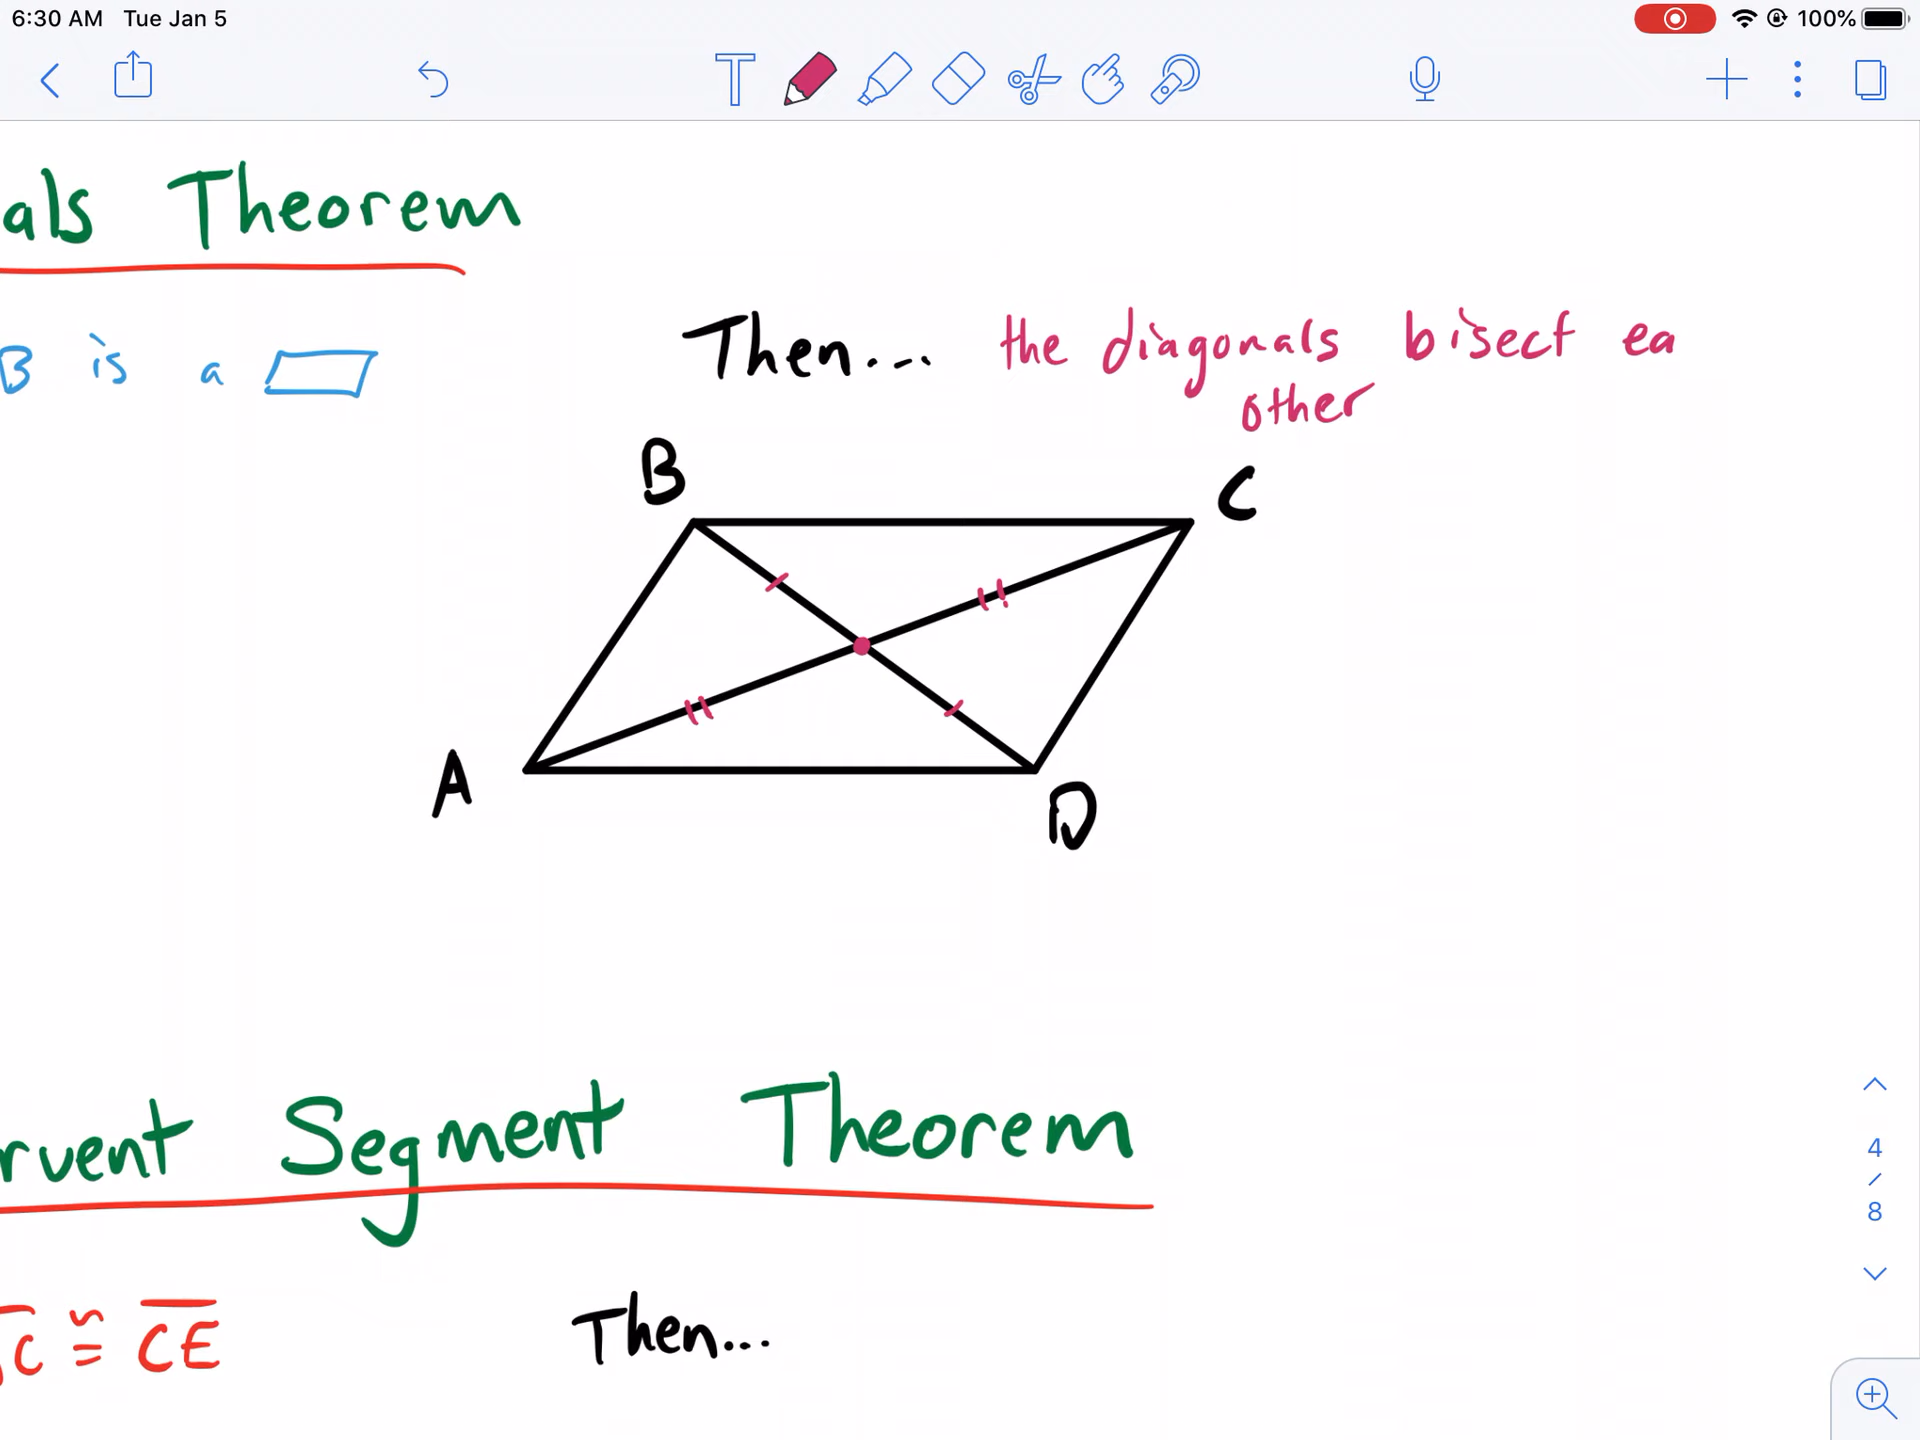 6:30 AM Tue Jan 5
100%
als Theorem
B is a
Then... the diagonals bisect ea
other
B
C
A
D
rvent Segment Theorem
C ≅ CE
Then...
4
/
8